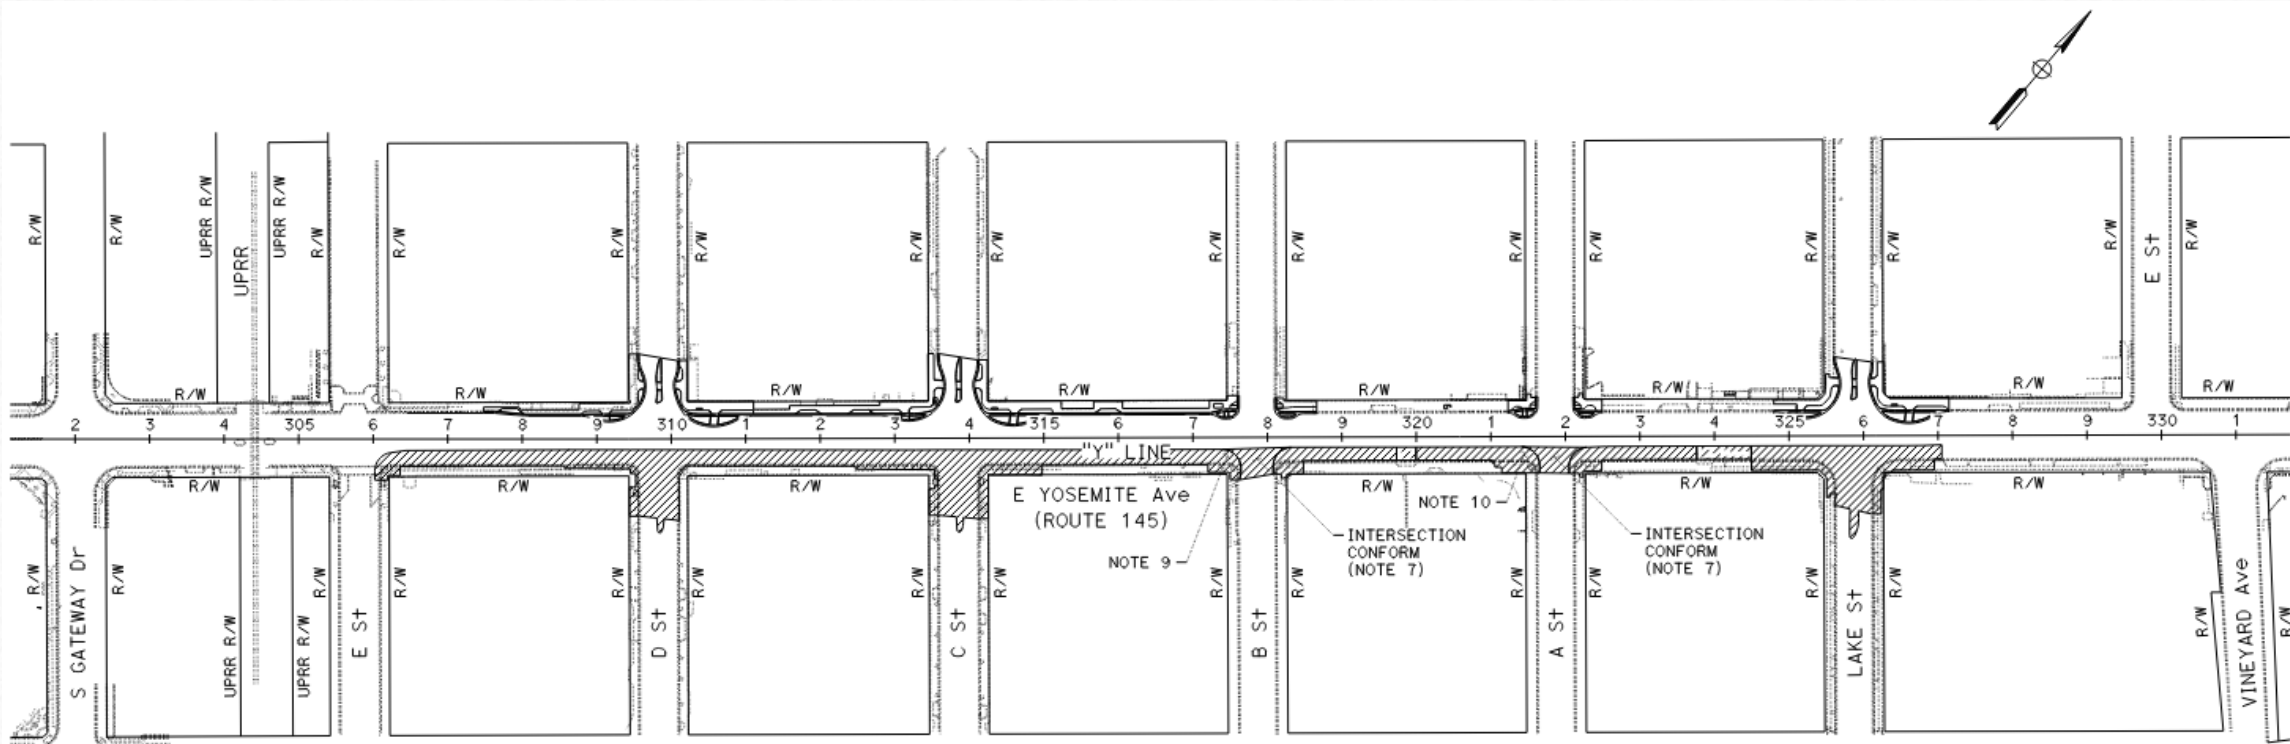 R/W
R/W
UPRR R/W
UPRR
UPRR R/W
R/W
R/W
R/W
R/W
R/W
R/W
R/W
R/W
R/W
R/W
R/W
R/W
R/W
E St
R/W
R/W
R/W
R/W
R/W
R/W
R/W
R/W
R/W
2 3 4 305 6 7 8 9 310 1 2 3 4 315 6 7 8 9 320 1 2 3 4 325 6 7 8 9 330 1
"Y" LINE
R/W
R/W
R/W
E YOSEMITE Ave
(ROUTE 145)
R/W
R/W
R/W
NOTE 10
NOTE 9
INTERSECTION
CONFORM
(NOTE 7)
INTERSECTION
CONFORM
(NOTE 7)
R/W
S GATEWAY Dr
R/W
UPRR R/W
UPRR R/W
R/W
E St
R/W
R/W
D St
R/W
R/W
C St
R/W
R/W
B St
R/W
R/W
A St
R/W
R/W
LAKE St
R/W
R/W
VINEYARD Ave
R/W